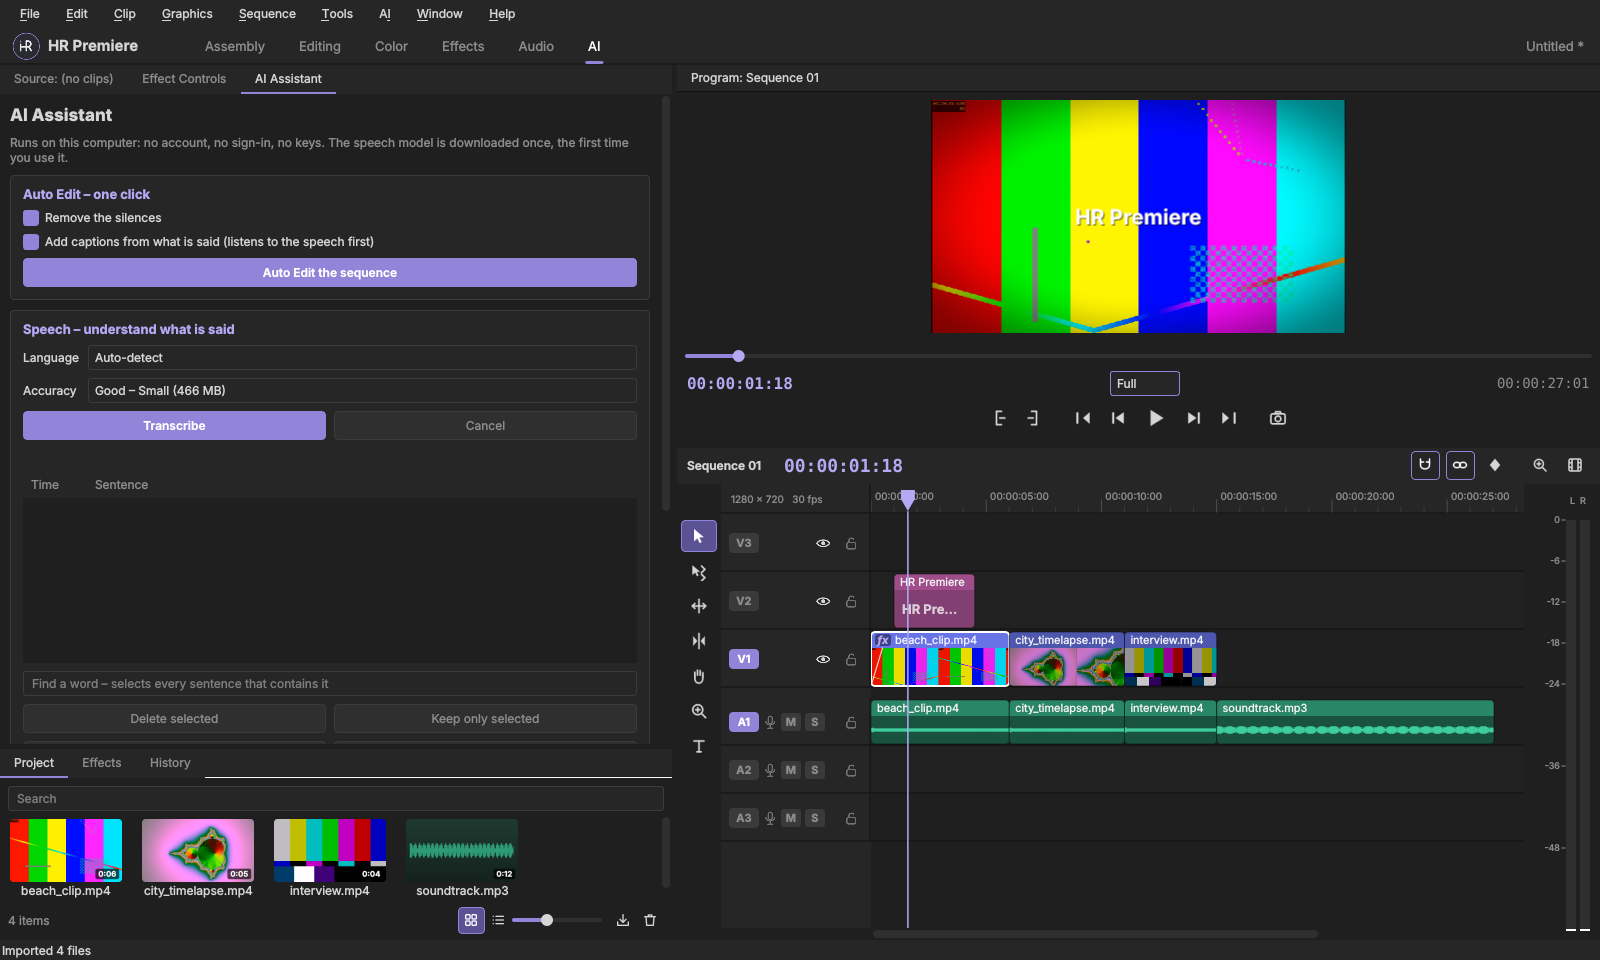 File Edit Clip Graphics Sequence Tools AI Window Help
HR HR Premiere Assembly Editing Color Effects Audio AI Untitled *
Source: (no clips) Effect Controls AI Assistant
Program: Sequence 01
AI Assistant
Runs on this computer: no account, no sign-in, no keys. The speech model is downloaded once, the first time
you use it.
Auto Edit – one click
Remove the silences
Add captions from what is said (listens to the speech first)
Auto Edit the sequence
Speech – understand what is said
Language Auto-detect
Accuracy Good – Small (466 MB)
Transcribe Cancel
Time Sentence
Find a word – selects every sentence that contains it
Delete selected Keep only selected
HR Premiere
00:00:01:18 Full 00:00:27:01
Sequence 01 00:00:01:18
1280 × 720 30 fps
00:00:05:00 00:00:10:00 00:00:15:00 00:00:20:00 00:00:25:00
L R
V3
V2
HR Premiere
HR Pre...
V1
fx beach_clip.mp4 city_timelapse.mp4 interview.mp4
A1 M S
beach_clip.mp4 city_timelapse.mp4 interview.mp4 soundtrack.mp3
A2 M S
A3 M S
0
-6
-12
-18
-24
-36
-48
Project Effects History
Search
0:06 0:05 0:04 0:12
beach_clip.mp4 city_timelapse.mp4 interview.mp4 soundtrack.mp3
4 items
Imported 4 files